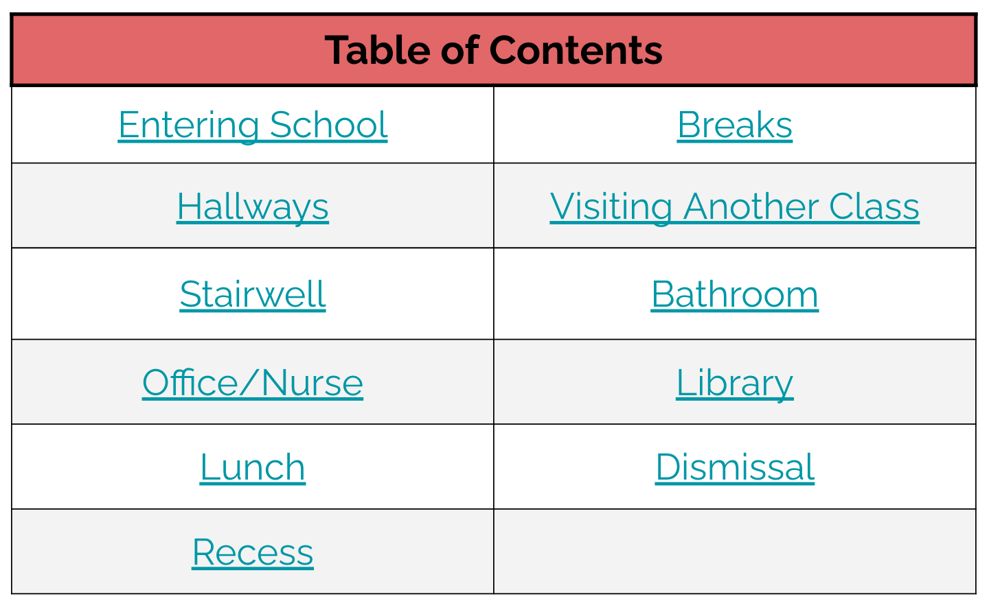 Table of Contents
Entering School
Breaks
Hallways
Visiting Another Class
Stairwell
Bathroom
Office/Nurse
Library
Lunch
Dismissal
Recess